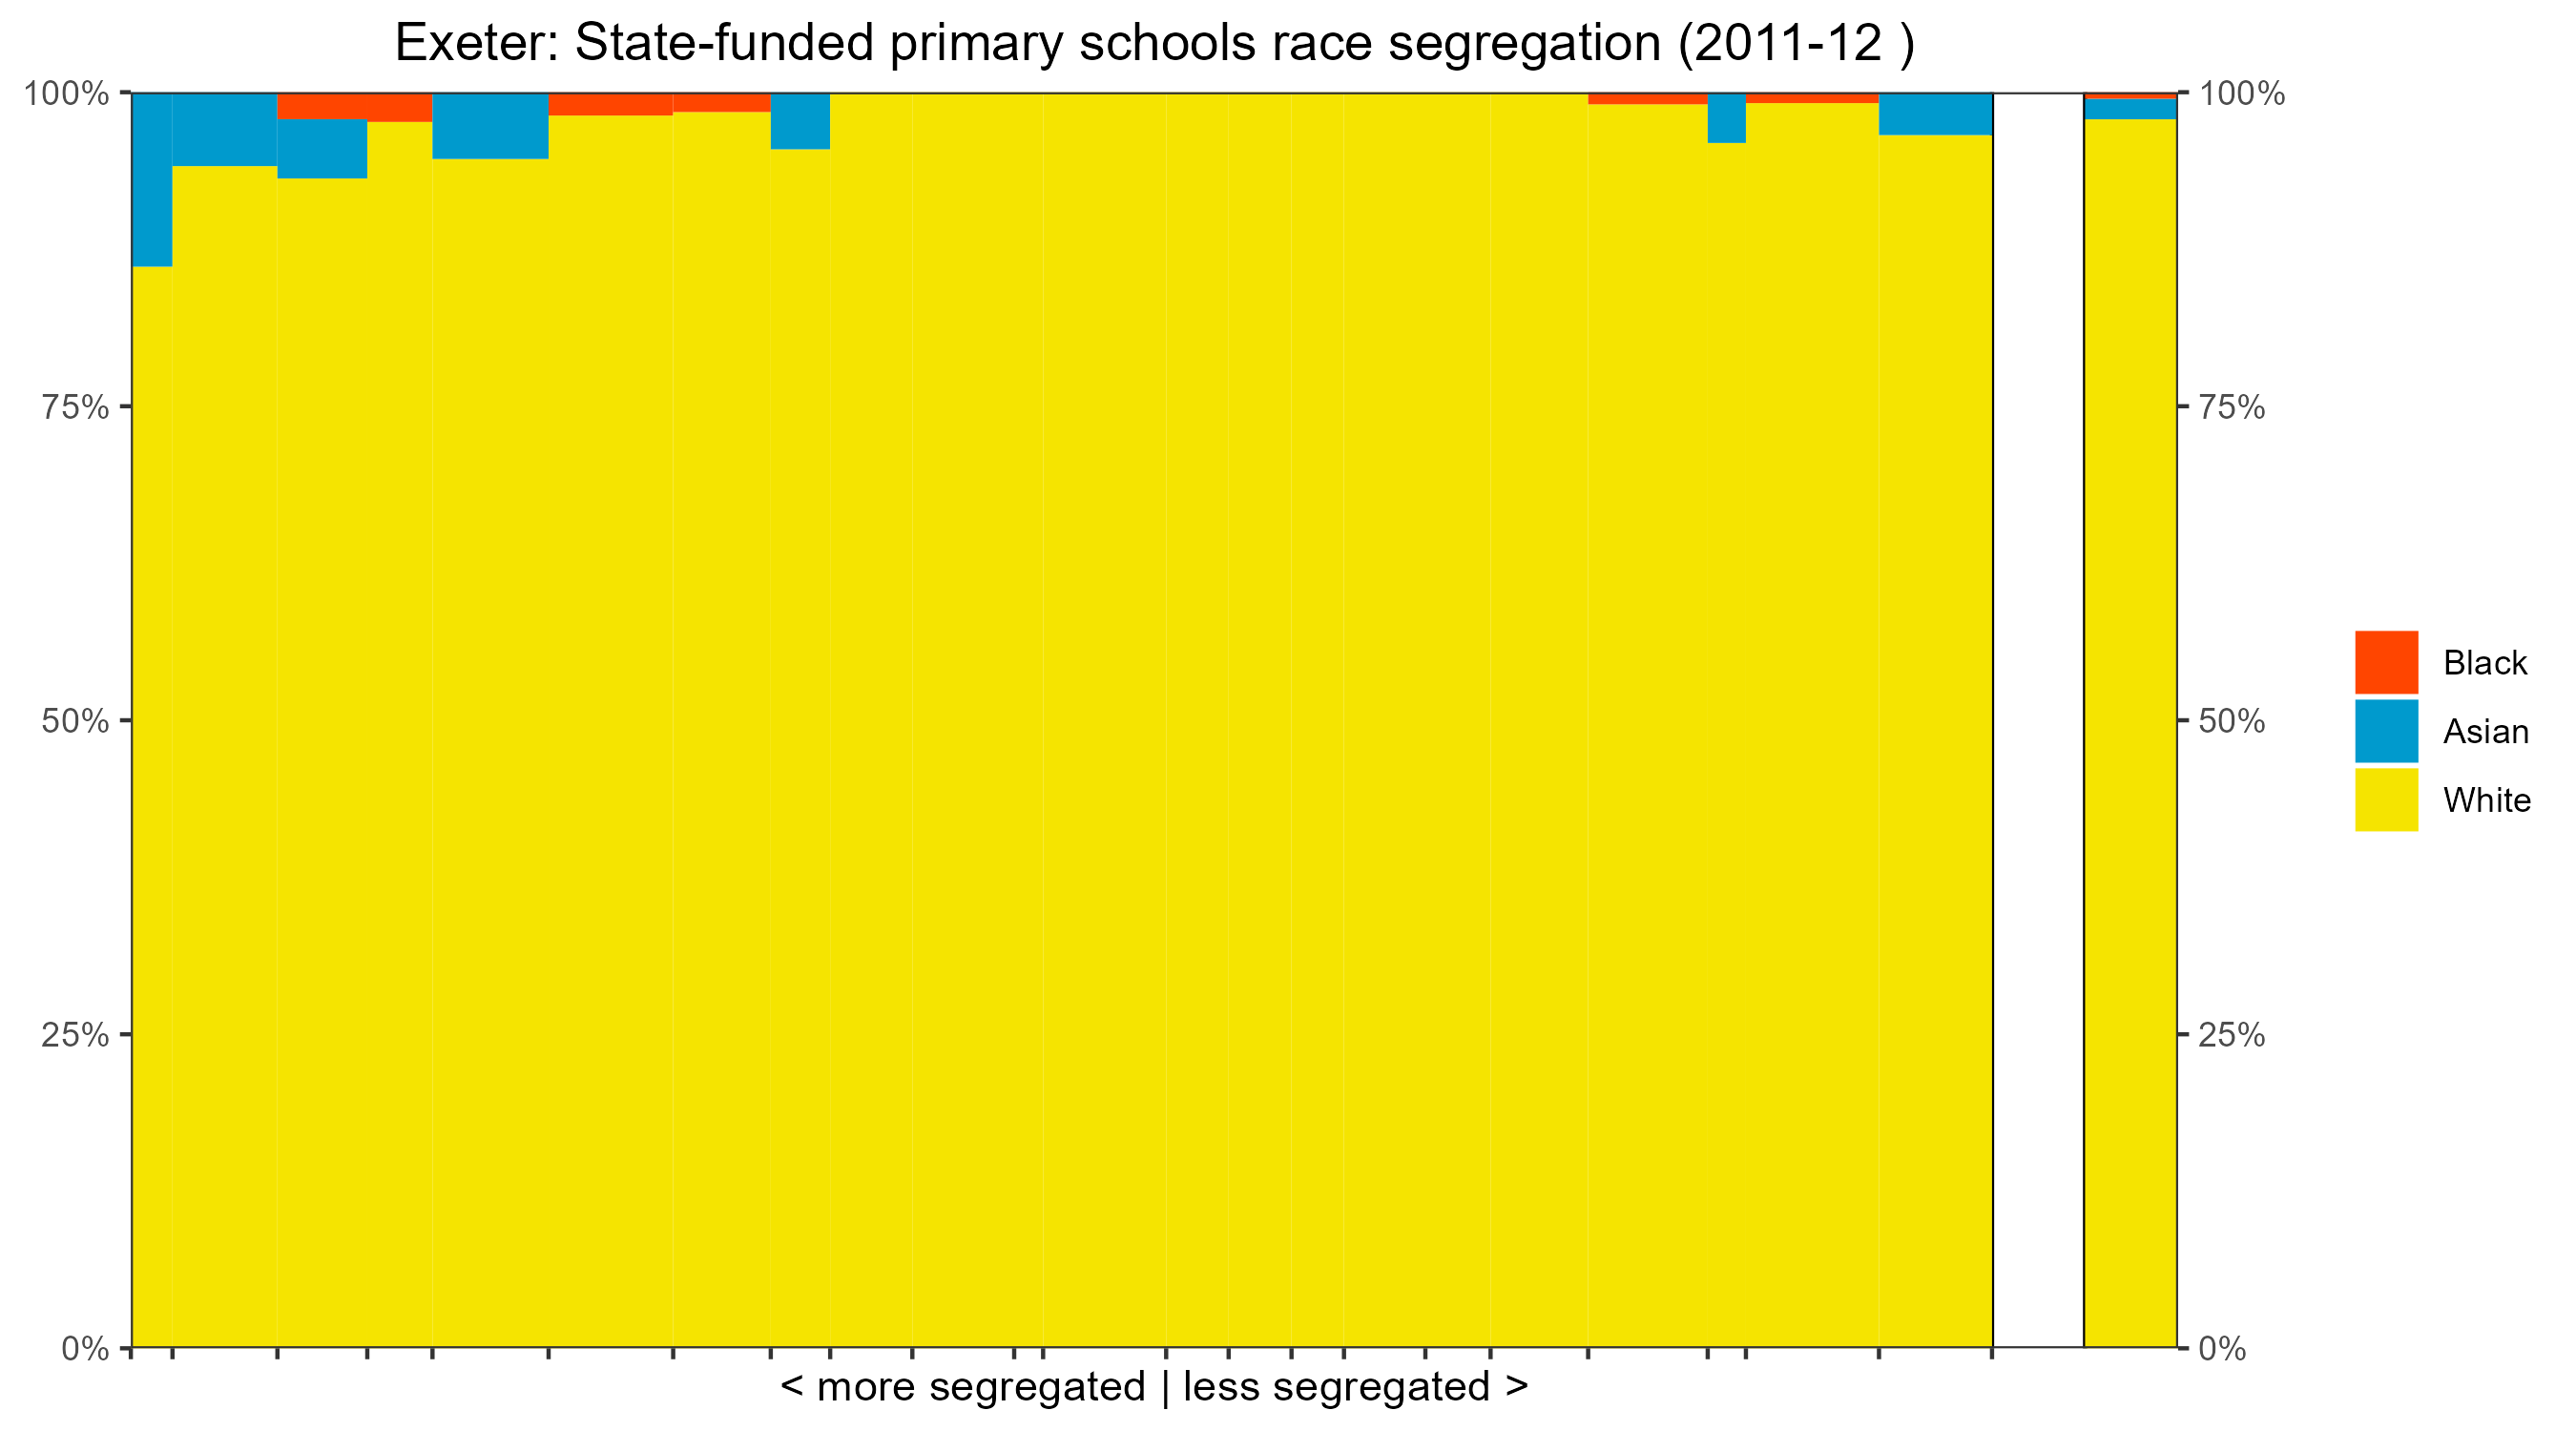 Exeter: State-funded primary schools race segregation (2011-12 )
100%
100%
75%
75%
50%
50%
25%
25%
0%
0%
Black
Asian
White
< more segregated | less segregated >